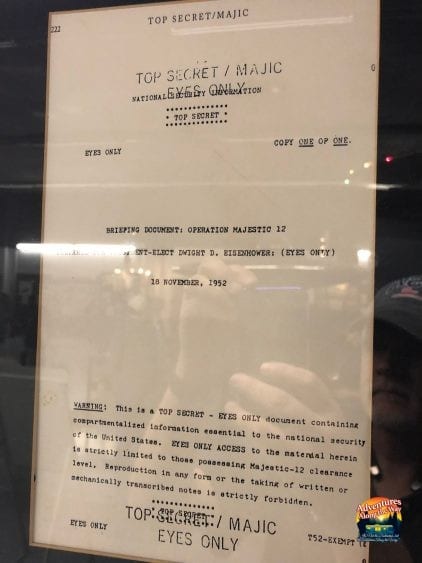 TOP SECRET/MAJIC
222
TOP SECRET / MAJIC
EYES ONLY
NATIONAL SECURITY INFORMATION
TOP SECRET
EYES ONLY
COPY ONE OF ONE.
BRIEFING DOCUMENT: OPERATION MAJESTIC 12
DWIGHT D. EISENHOWER: (EYES ONLY)
18 NOVEMBER, 1952
WARNING: This is a TOP SECRET - EYES ONLY document containing
compartmentalized information essential to the national security
of the United States. EYES ONLY ACCESS to the material herein
is strictly limited to those possessing Majestic-12 clearance
level. Reproduction in any form or the taking of written or
mechanically transcribed notes is strictly forbidden.
TOP SECRET
TOP SECRET / MAJIC
EYES ONLY
EYES ONLY
T52-EXEMPT
Adventures
Along the Way